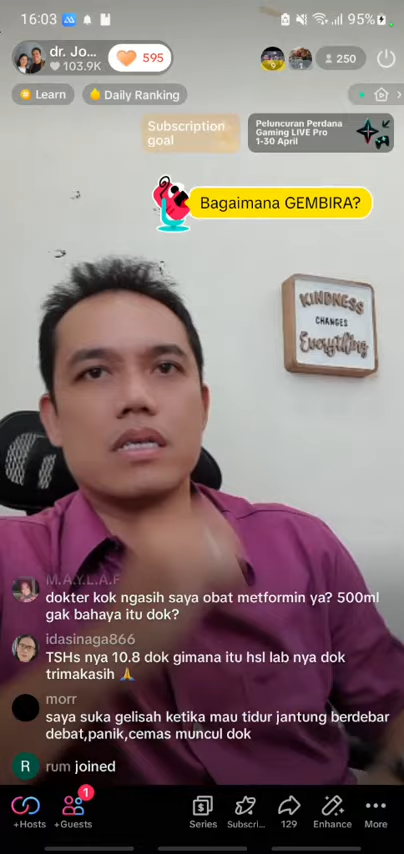 16:03
95%
dr. Jo...
103.9K
595
250
Learn
Daily Ranking
Subscription
goal
Peluncuran Perdana
Gaming LIVE Pro
1-30 April
Bagaimana GEMBIRA?
KINDNESS
CHANGES
Everything
M.A.Y.L.A.F
dokter kok ngasih saya obat metformin ya? 500ml
gak bahaya itu dok?
idasinaga866
TSHs nya 10.8 dok gimana itu hsl lab nya dok
trimakasih 🙏
morr
saya suka gelisah ketika mau tidur jantung berdebar
debat,panik,cemas muncul dok
R rum joined
1
+Hosts
+Guests
Series
Subscri...
129
Enhance
More